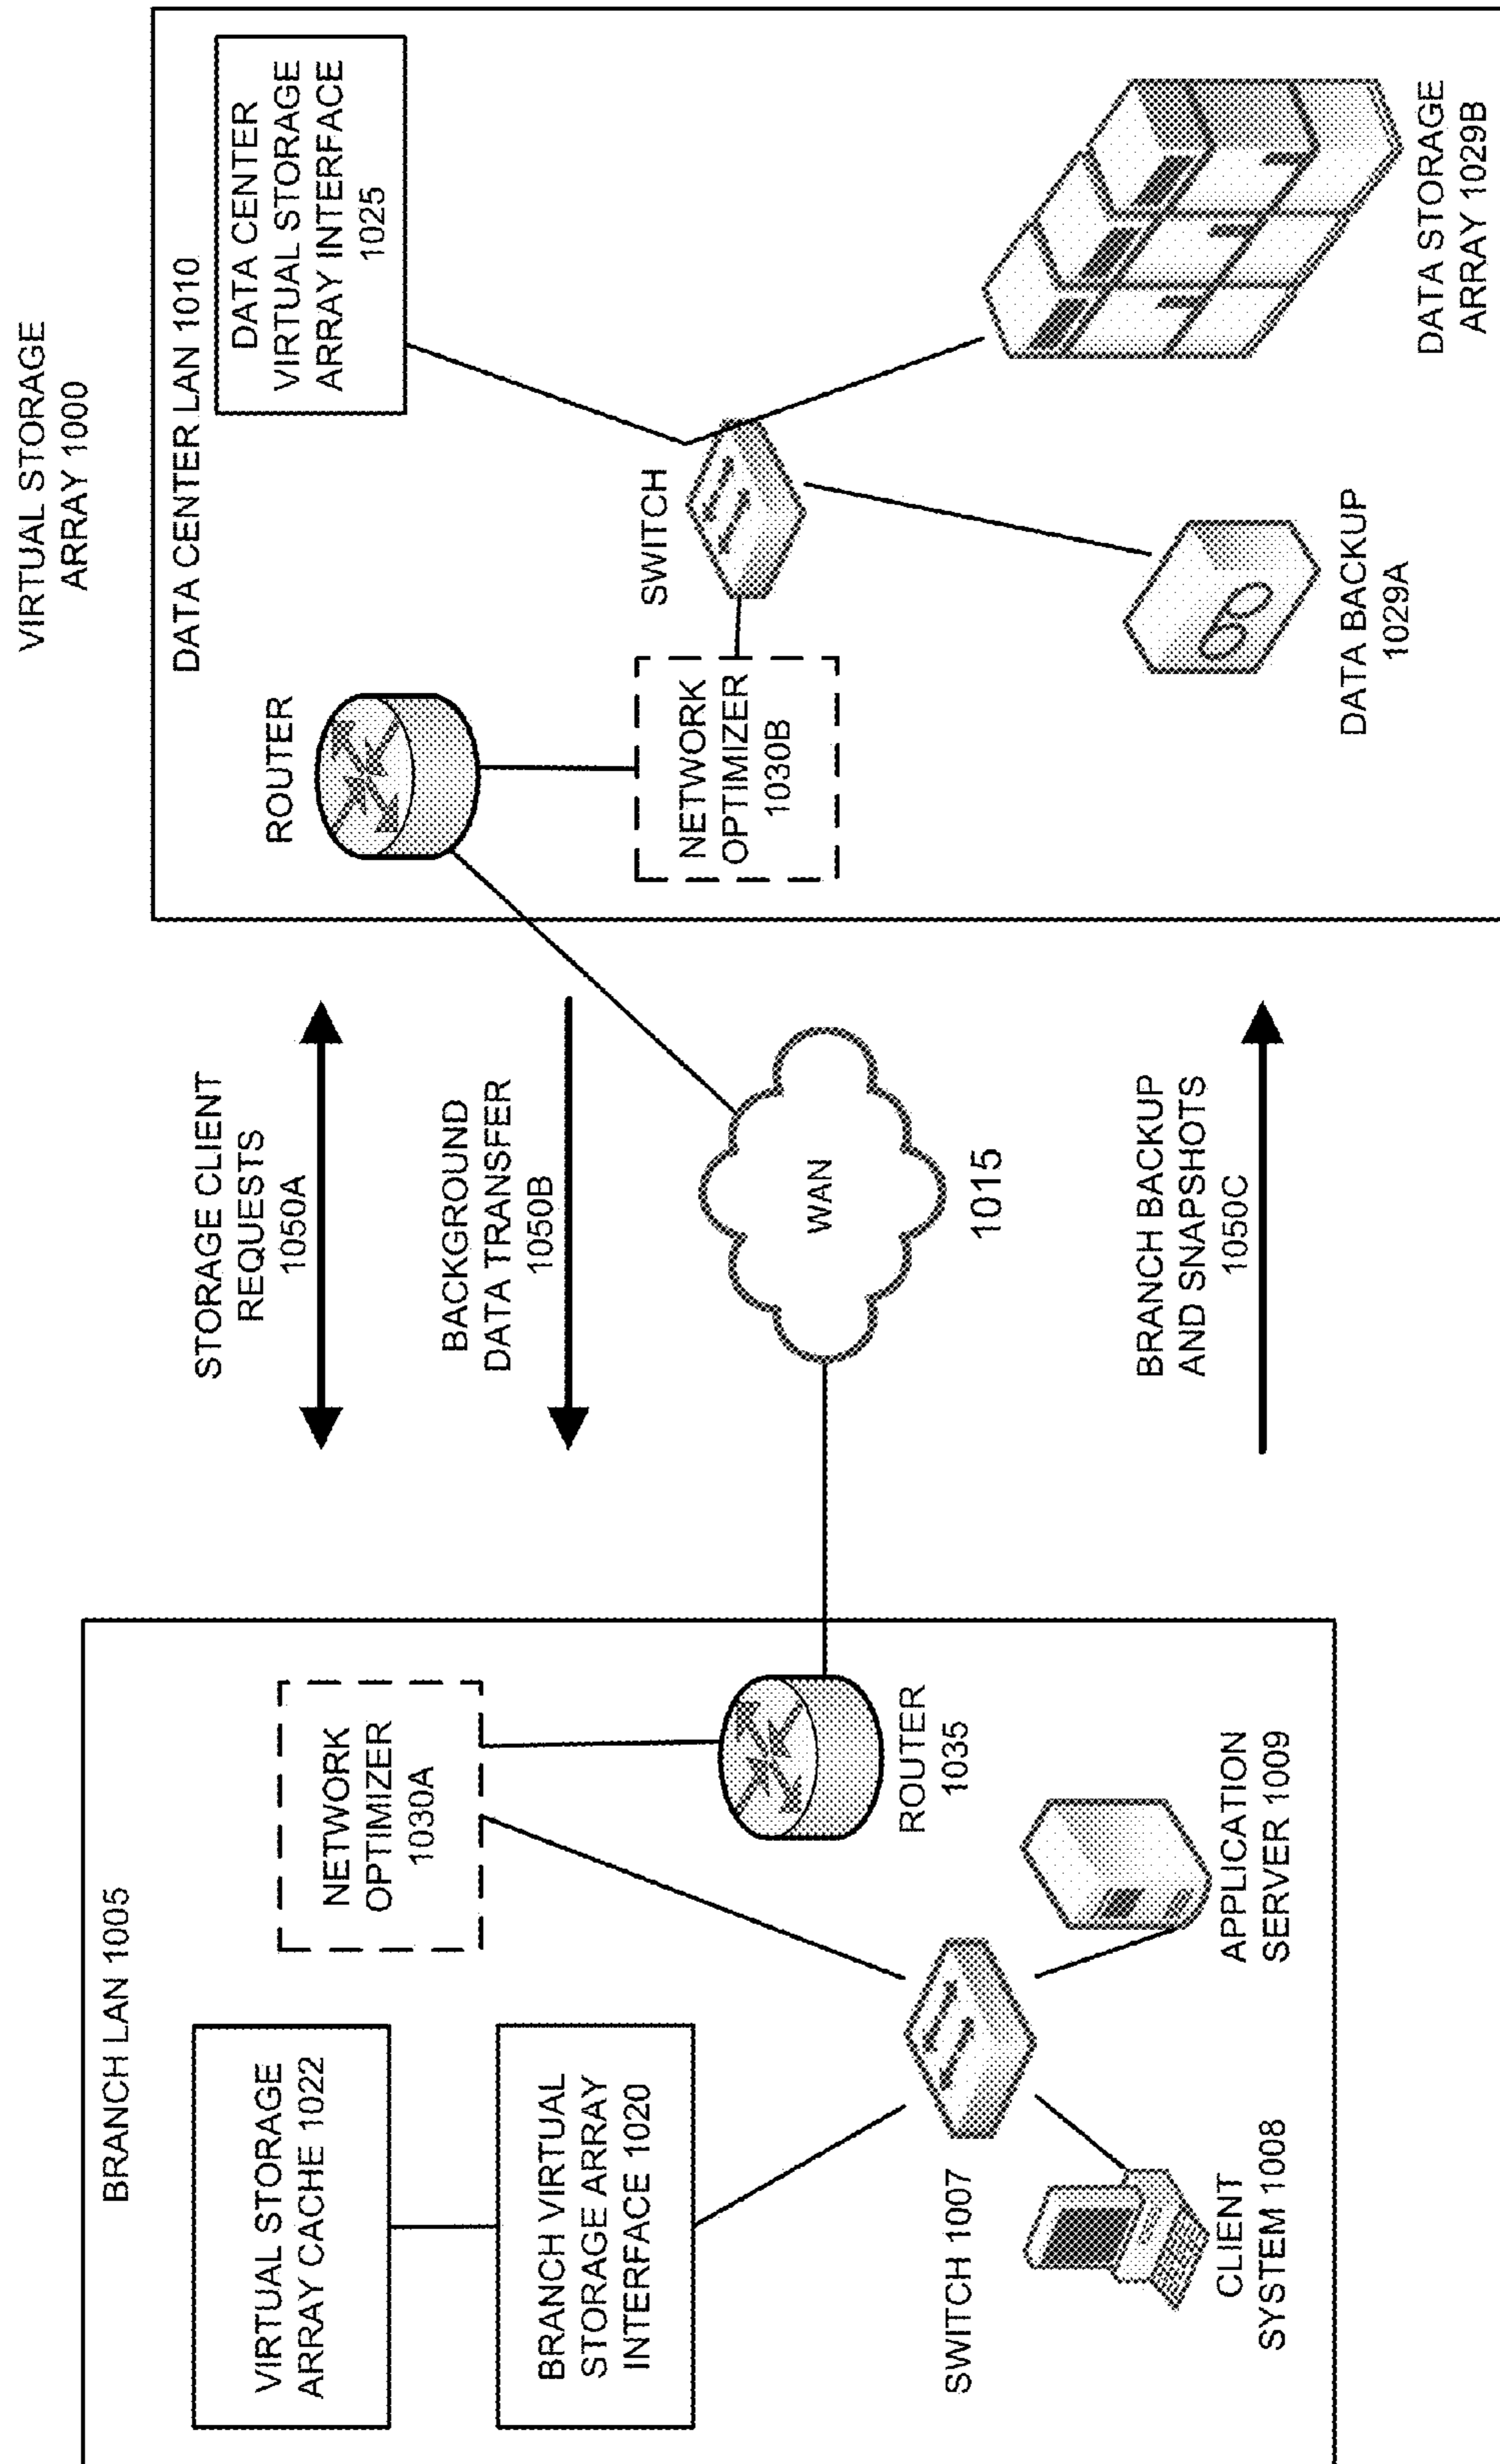 VIRTUAL STORAGE
ARRAY 1000
BRANCH LAN 1005
VIRTUAL STORAGE
ARRAY CACHE 1022
BRANCH VIRTUAL
STORAGE ARRAY
INTERFACE 1020
NETWORK
OPTIMIZER
1030A
SWITCH 1007
ROUTER
1035
CLIENT
SYSTEM 1008
APPLICATION
SERVER 1009
STORAGE CLIENT
REQUESTS
1050A
BACKGROUND
DATA TRANSFER
1050B
WAN
1015
BRANCH BACKUP
AND SNAPSHOTS
1050C
DATA CENTER LAN 1010
DATA CENTER
VIRTUAL STORAGE
ARRAY INTERFACE
1025
ROUTER
NETWORK
OPTIMIZER
1030B
SWITCH
DATA BACKUP
1029A
DATA STORAGE
ARRAY 1029B